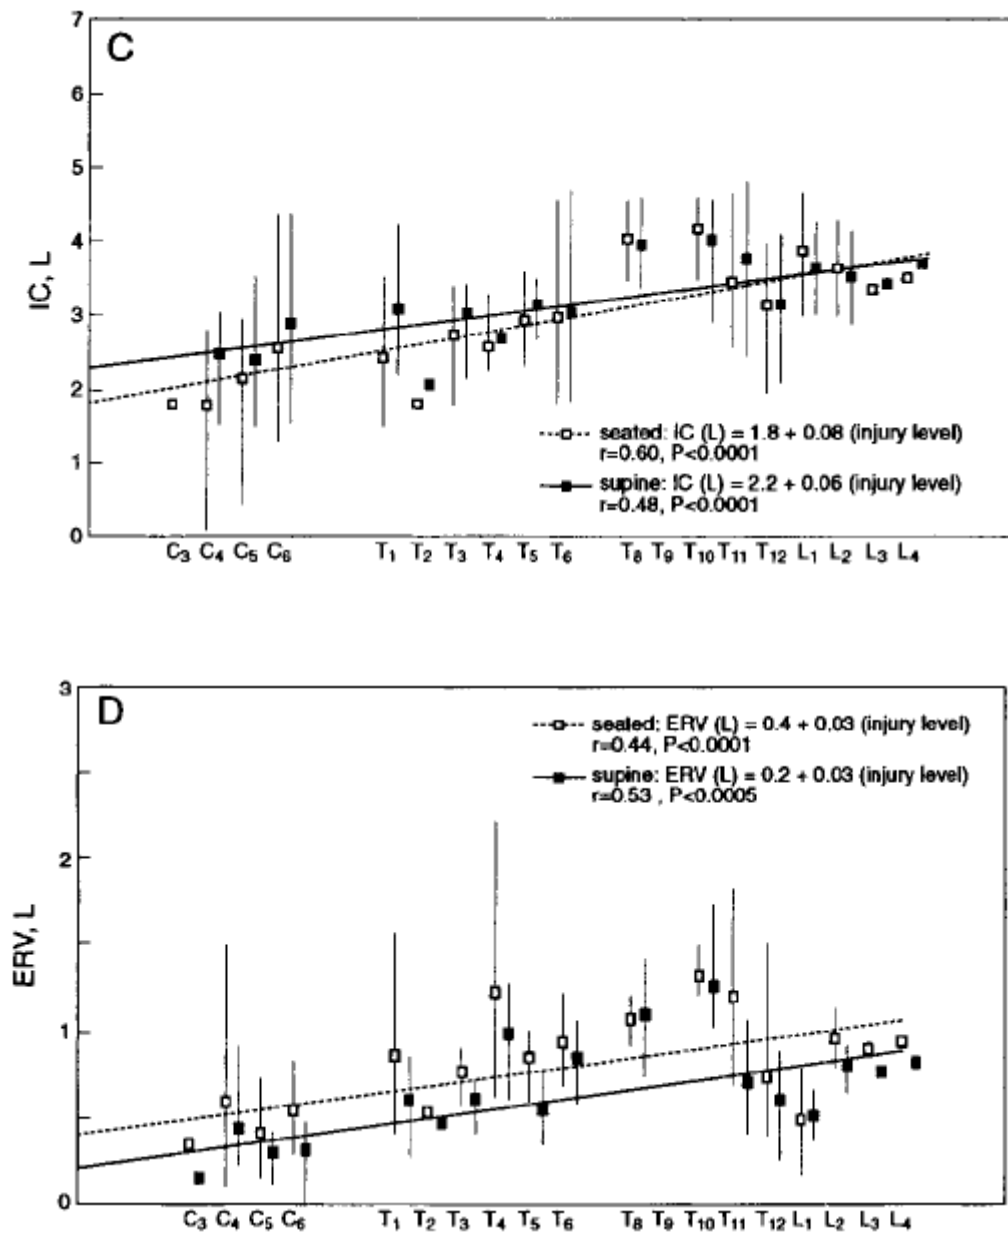 C
7
6
5
4
3
2
1
0
IC, L
seated: IC (L) = 1.8 + 0.08 (injury level)
r=0.60, P<0.0001
supine: IC (L) = 2.2 + 0.06 (injury level)
r=0.48, P<0.0001
C3 C4 C5 C6 T1 T2 T3 T4 T5 T6 T8 T9 T10 T11 T12 L1 L2 L3 L4
D
3
2
1
0
ERV, L
seated: ERV (L) = 0.4 + 0.03 (injury level)
r=0.44, P<0.0001
supine: ERV (L) = 0.2 + 0.03 (injury level)
r=0.53 , P<0.0005
C3 C4 C5 C6 T1 T2 T3 T4 T5 T6 T8 T9 T10 T11 T12 L1 L2 L3 L4